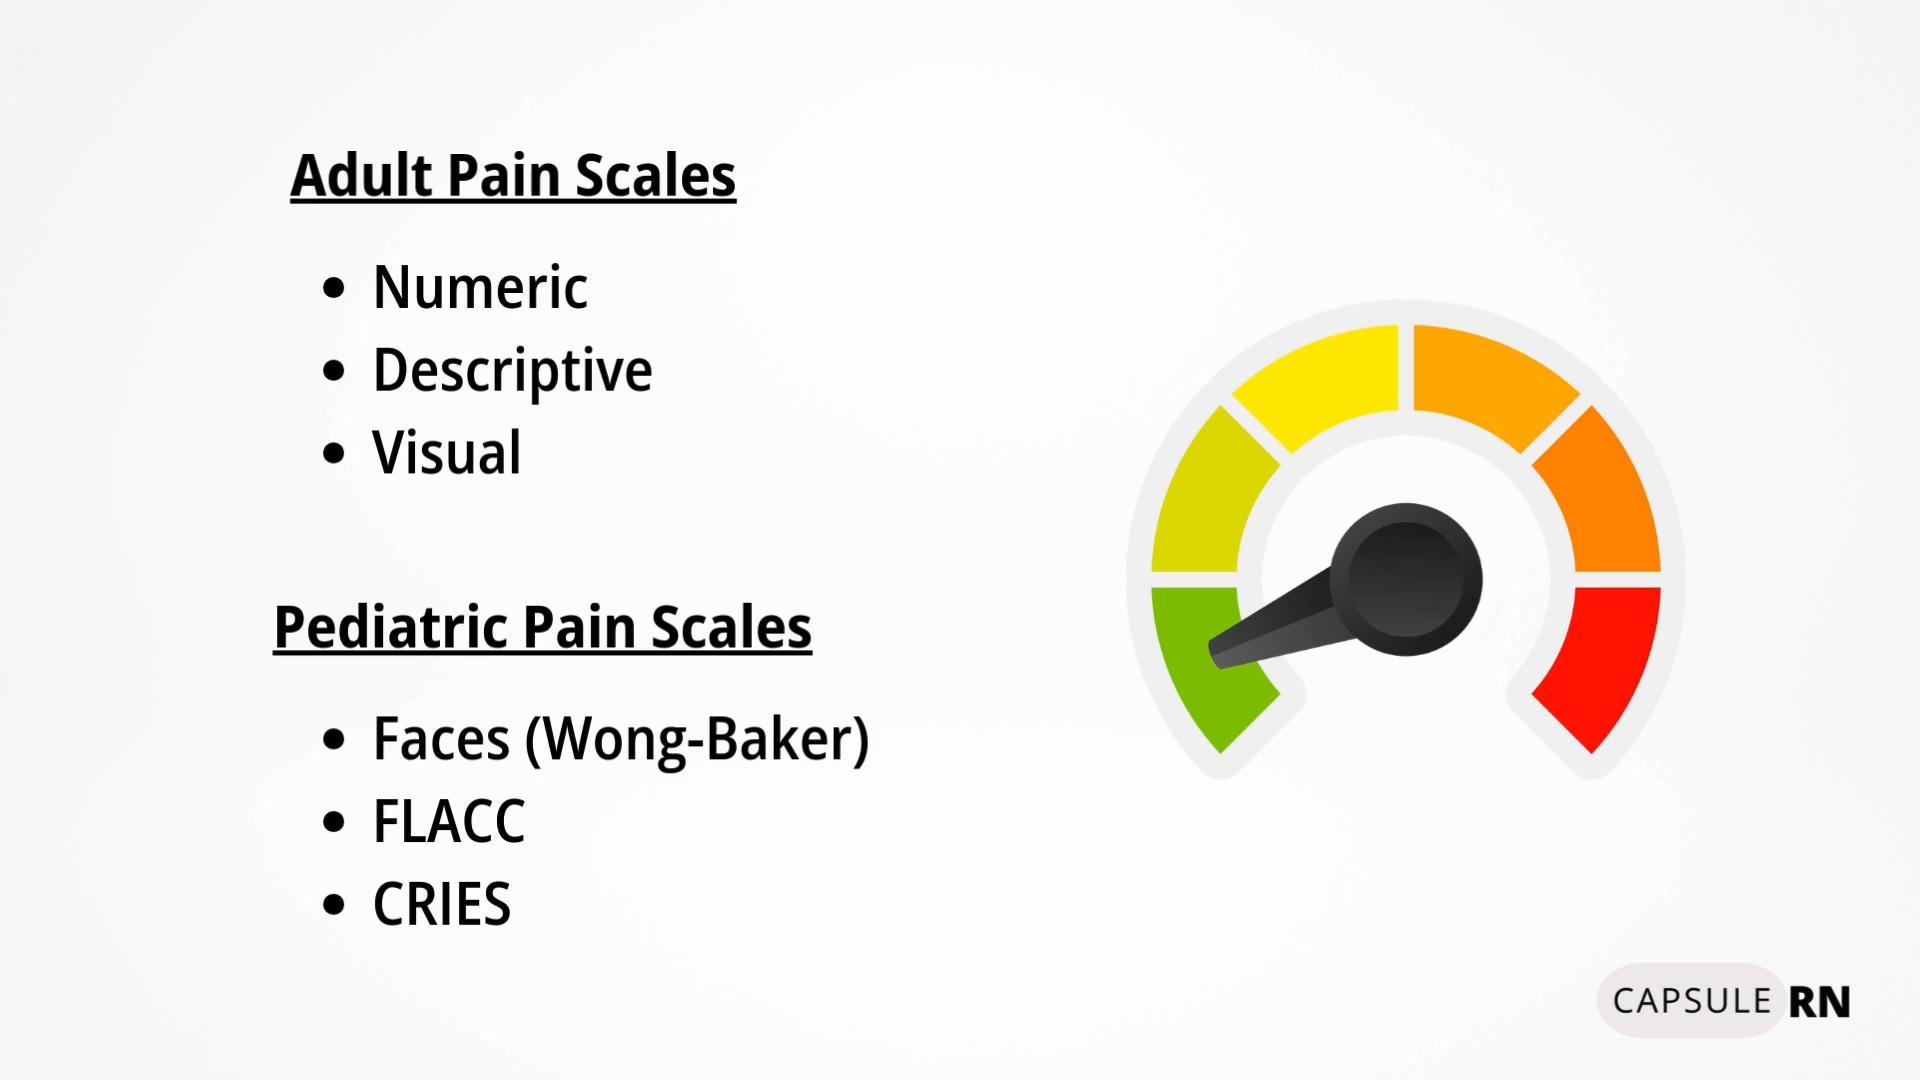 Adult Pain Scales
• Numeric
• Descriptive
• Visual
Pediatric Pain Scales
• Faces (Wong-Baker)
• FLACC
• CRIES
CAPSULE RN